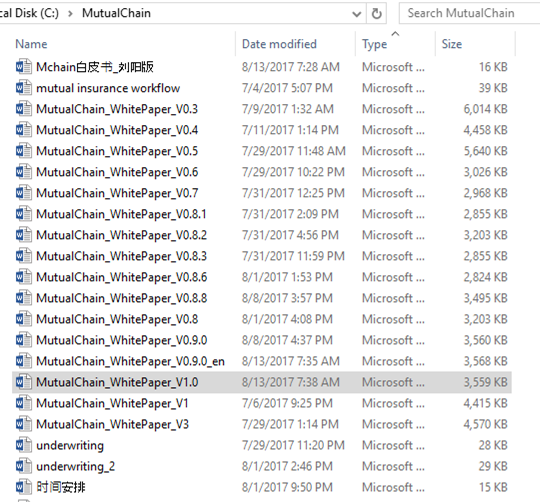 cal Disk (C:) > MutualChain Search MutualChain
Name Date modified Type Size
Mchain白皮书_刘阳版 8/13/2017 7:28 AM Microsoft ... 16 KB
mutual insurance workflow 7/4/2017 5:07 PM Microsoft ... 39 KB
MutualChain_WhitePaper_V0.3 7/9/2017 1:32 AM Microsoft ... 6,014 KB
MutualChain_WhitePaper_V0.4 7/11/2017 1:14 PM Microsoft ... 4,458 KB
MutualChain_WhitePaper_V0.5 7/29/2017 11:48 AM Microsoft ... 5,640 KB
MutualChain_WhitePaper_V0.6 7/29/2017 10:22 PM Microsoft ... 3,026 KB
MutualChain_WhitePaper_V0.7 7/31/2017 12:25 PM Microsoft ... 2,968 KB
MutualChain_WhitePaper_V0.8.1 7/31/2017 2:09 PM Microsoft ... 2,855 KB
MutualChain_WhitePaper_V0.8.2 7/31/2017 4:56 PM Microsoft ... 3,203 KB
MutualChain_WhitePaper_V0.8.3 7/31/2017 11:59 PM Microsoft ... 2,855 KB
MutualChain_WhitePaper_V0.8.6 8/1/2017 1:53 PM Microsoft ... 2,824 KB
MutualChain_WhitePaper_V0.8.8 8/8/2017 3:57 PM Microsoft ... 3,495 KB
MutualChain_WhitePaper_V0.8 8/1/2017 4:08 PM Microsoft ... 3,203 KB
MutualChain_WhitePaper_V0.9.0 8/8/2017 4:37 PM Microsoft ... 3,560 KB
MutualChain_WhitePaper_V0.9.0_en 8/13/2017 7:35 AM Microsoft ... 3,568 KB
MutualChain_WhitePaper_V1.0 8/13/2017 7:38 AM Microsoft ... 3,559 KB
MutualChain_WhitePaper_V1 7/6/2017 9:25 PM Microsoft ... 4,415 KB
MutualChain_WhitePaper_V3 7/29/2017 1:14 PM Microsoft ... 4,570 KB
underwriting 7/29/2017 11:20 PM Microsoft ... 28 KB
underwriting_2 8/1/2017 2:46 PM Microsoft ... 29 KB
时间安排 8/1/2017 9:50 PM Microsoft ... 15 KB